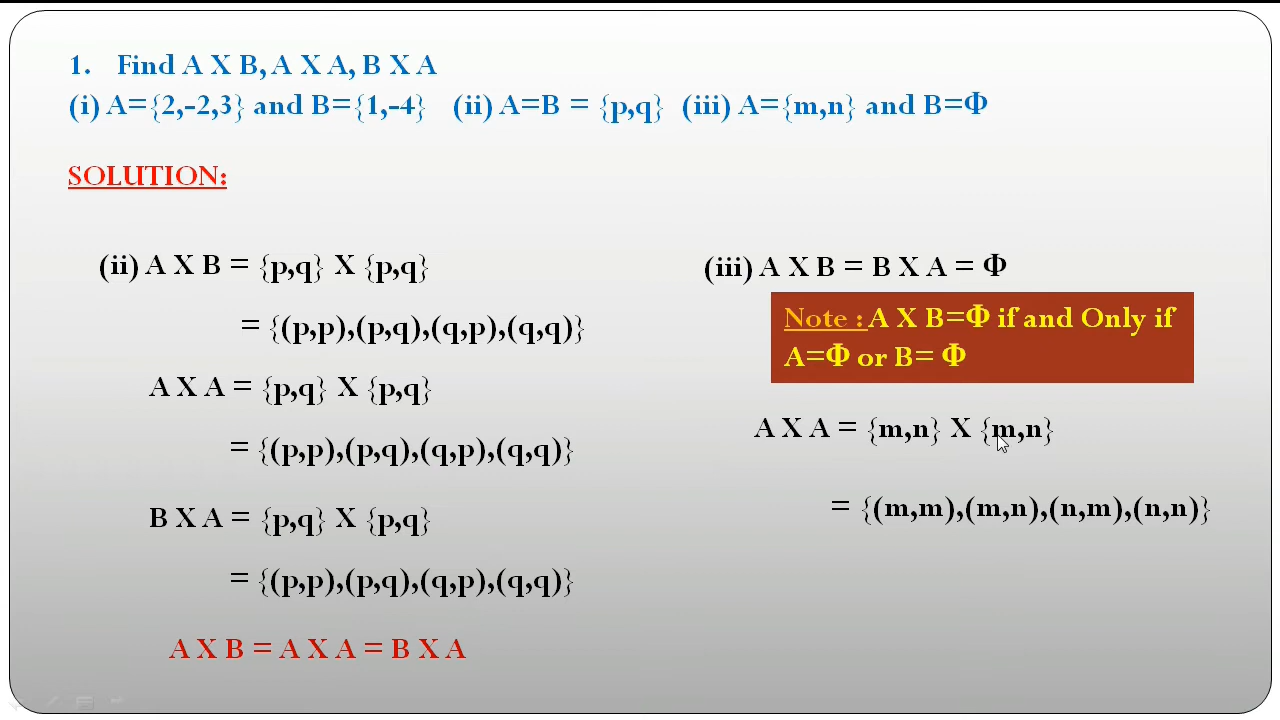 1. Find A X B, A X A, B X A
(i) A={2,-2,3} and B={1,-4} (ii) A=B = {p,q} (iii) A={m,n} and B=Φ
SOLUTION:
(ii) A X B = {p,q} X {p,q}
= {(p,p),(p,q),(q,p),(q,q)}
A X A = {p,q} X {p,q}
= {(p,p),(p,q),(q,p),(q,q)}
B X A = {p,q} X {p,q}
= {(p,p),(p,q),(q,p),(q,q)}
A X B = A X A = B X A
(iii) A X B = B X A = Φ
Note : A X B=Φ if and Only if
A=Φ or B= Φ
A X A = {m,n} X {m,n}
= {(m,m),(m,n),(n,m),(n,n)}